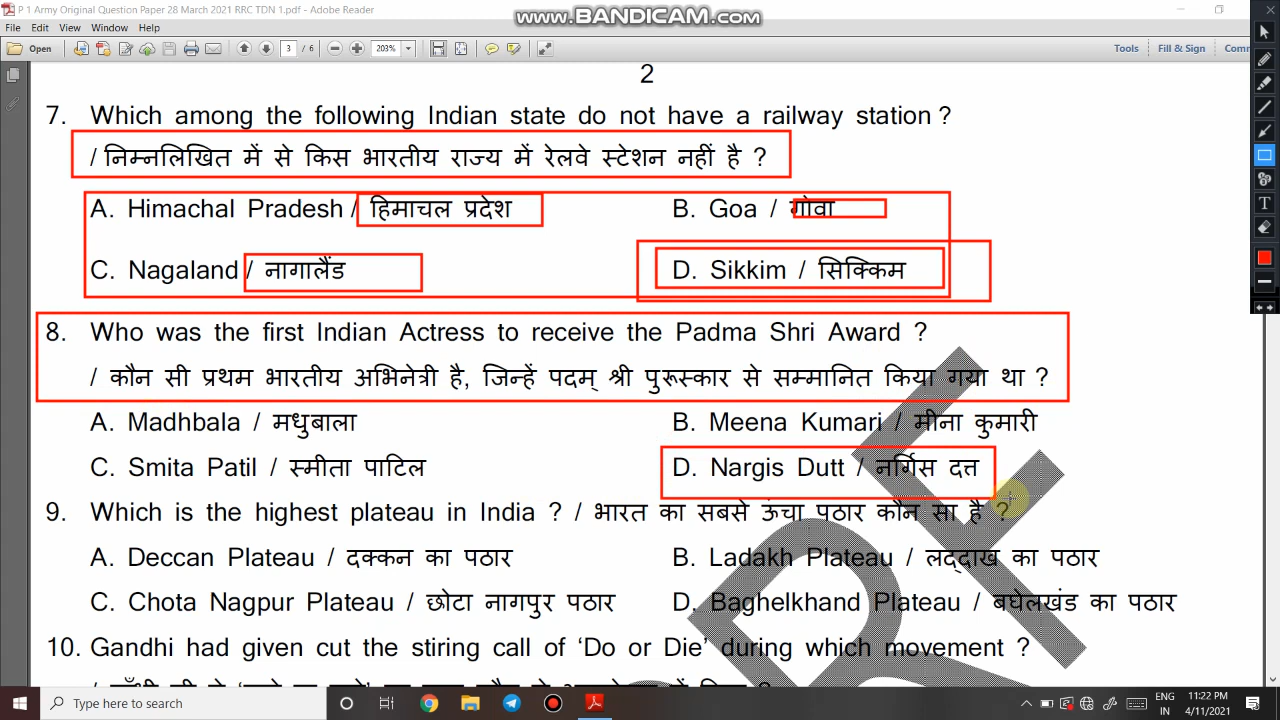 P 1 Army Original Question Paper 28 March 2021 RRC TDN 1.pdf - Adobe Reader
www.BANDICAM.com
File Edit View Window Help
Open 3 / 6 203% Tools Fill & Sign
2
7. Which among the following Indian state do not have a railway station ?
/ निम्नलिखित में से किस भारतीय राज्य में रेलवे स्टेशन नहीं है ?
A. Himachal Pradesh / हिमाचल प्रदेश B. Goa / गोवा
C. Nagaland / नागालैंड D. Sikkim / सिक्किम
8. Who was the first Indian Actress to receive the Padma Shri Award ?
/ कौन सी प्रथम भारतीय अभिनेत्री है, जिन्हें पदम् श्री पुरूस्कार से सम्मानित किया गया था ?
A. Madhbala / मधुबाला B. Meena Kumari / मीना कुमारी
C. Smita Patil / स्मीता पाटिल D. Nargis Dutt / नर्गिस दत्त
9. Which is the highest plateau in India ? / भारत का सबसे ऊंचा पठार कौन सा है ?
A. Deccan Plateau / दक्कन का पठार B. Ladakh Plateau / लद्दाख का पठार
C. Chota Nagpur Plateau / छोटा नागपुर पठार D. Baghelkhand Plateau / बघेलखंड का पठार
10. Gandhi had given cut the stiring call of ‘Do or Die’ during which movement ?
Type here to search
ENG 11:22 PM
IN 4/11/2021